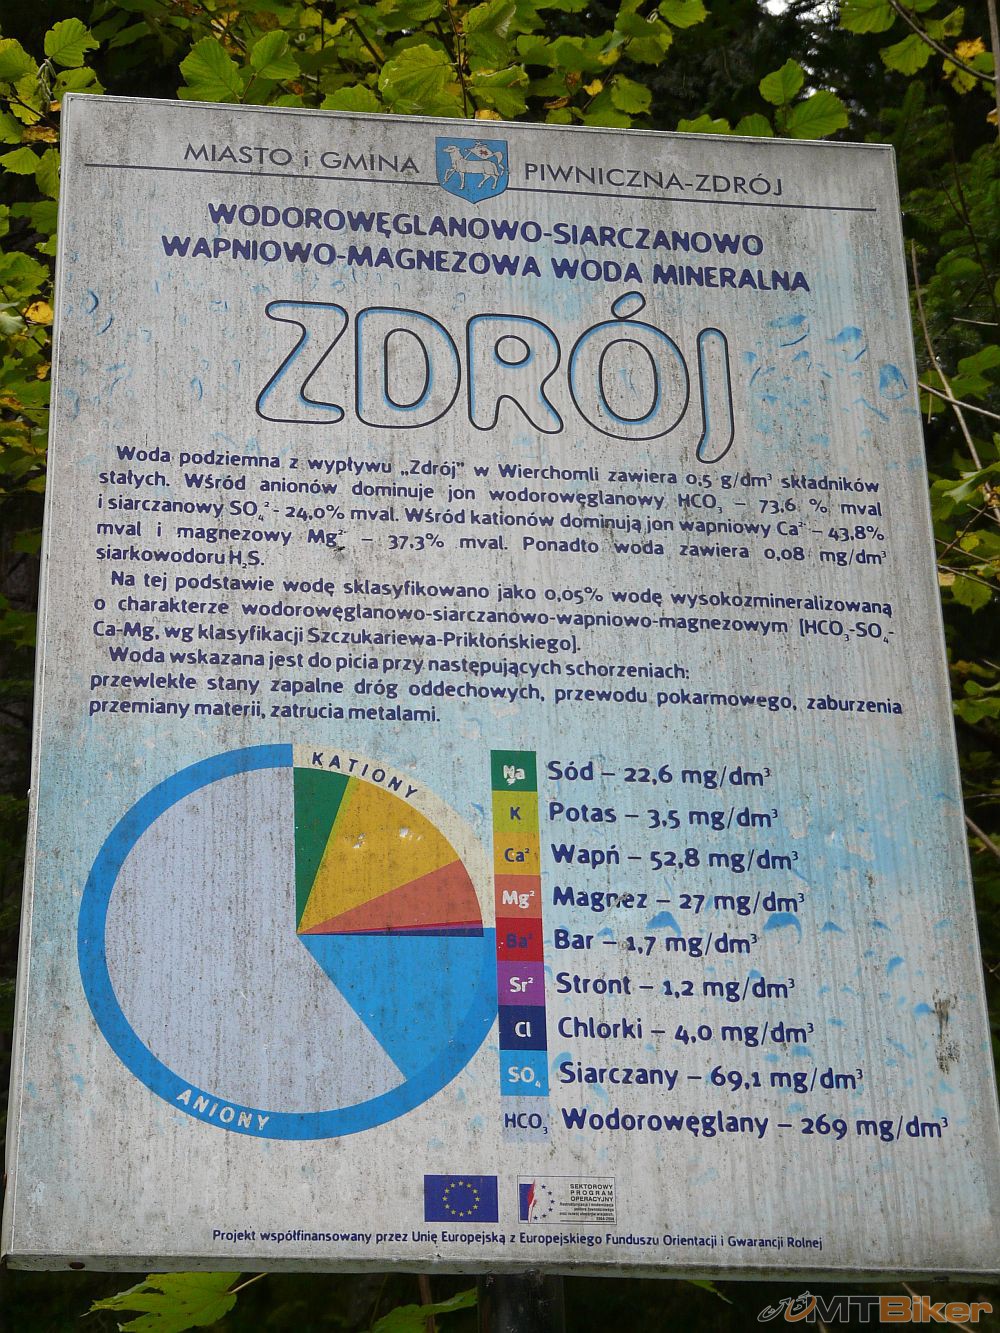 MIASTO i GMINA PIWNICZNA-ZDRÓJ
WODOROWĘGLANOWO-SIARCZANOWO
WAPNIOWO-MAGNEZOWA WODA MINERALNA
ZDRÓJ
Woda podziemna z wypływu „Zdrój" w Wierchomli zawiera 0,5 g/dm³ składników
stałych. Wśród anionów dominuje jon wodorowęglanowy HCO₃ – 73,6 % mval
i siarczanowy SO₄²- - 24,0% mval. Wśród kationów dominują jon wapniowy Ca²⁻ – 43,8%
mval i magnezowy Mg²⁻ – 37,3% mval. Ponadto woda zawiera 0,08 mg/dm³
siarkowodoru H₂S.
Na tej podstawie wodę sklasyfikowano jako 0,05% wodę wysokozmineralizowaną
o charakterze wodorowęglanowo-siarczanowo-wapniowo-magnezowym [HCO₃-SO₄-
Ca-Mg, wg klasyfikacji Szczukariewa-Prikłońskiego].
Woda wskazana jest do picia przy następujących schorzeniach:
przewlekłe stany zapalne dróg oddechowych, przewodu pokarmowego, zaburzenia
przemiany materii, zatrucia metalami.
KATIONY
ANIONY
Na Sód – 22,6 mg/dm³
K Potas – 3,5 mg/dm³
Ca² Wapń – 52,8 mg/dm³
Mg² Magnez – 27 mg/dm³
Ba² Bar – 1,7 mg/dm³
Sr² Stront – 1,2 mg/dm³
Cl Chlorki – 4,0 mg/dm³
SO₄ Siarczany – 69,1 mg/dm³
HCO₃ Wodorowęglany – 269 mg/dm³
SEKTOROWY
PROGRAM
OPERACYJNY
Projekt współfinansowany przez Unię Europejską z Europejskiego Funduszu Orientacji i Gwarancji Rolnej
MTBiker